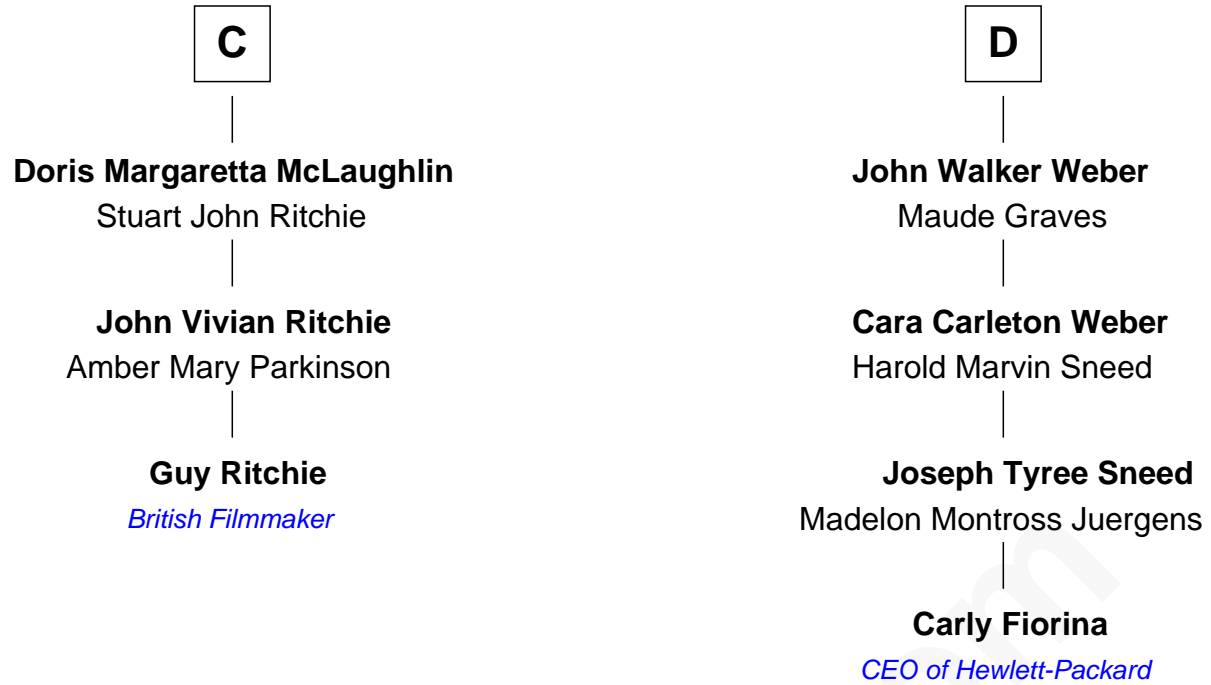 C
Doris Margaretta McLaughlin
Stuart John Ritchie
John Vivian Ritchie
Amber Mary Parkinson
Guy Ritchie
British Filmmaker
D
John Walker Weber
Maude Graves
Cara Carleton Weber
Harold Marvin Sneed
Joseph Tyree Sneed
Madelon Montross Juergens
Carly Fiorina
CEO of Hewlett-Packard